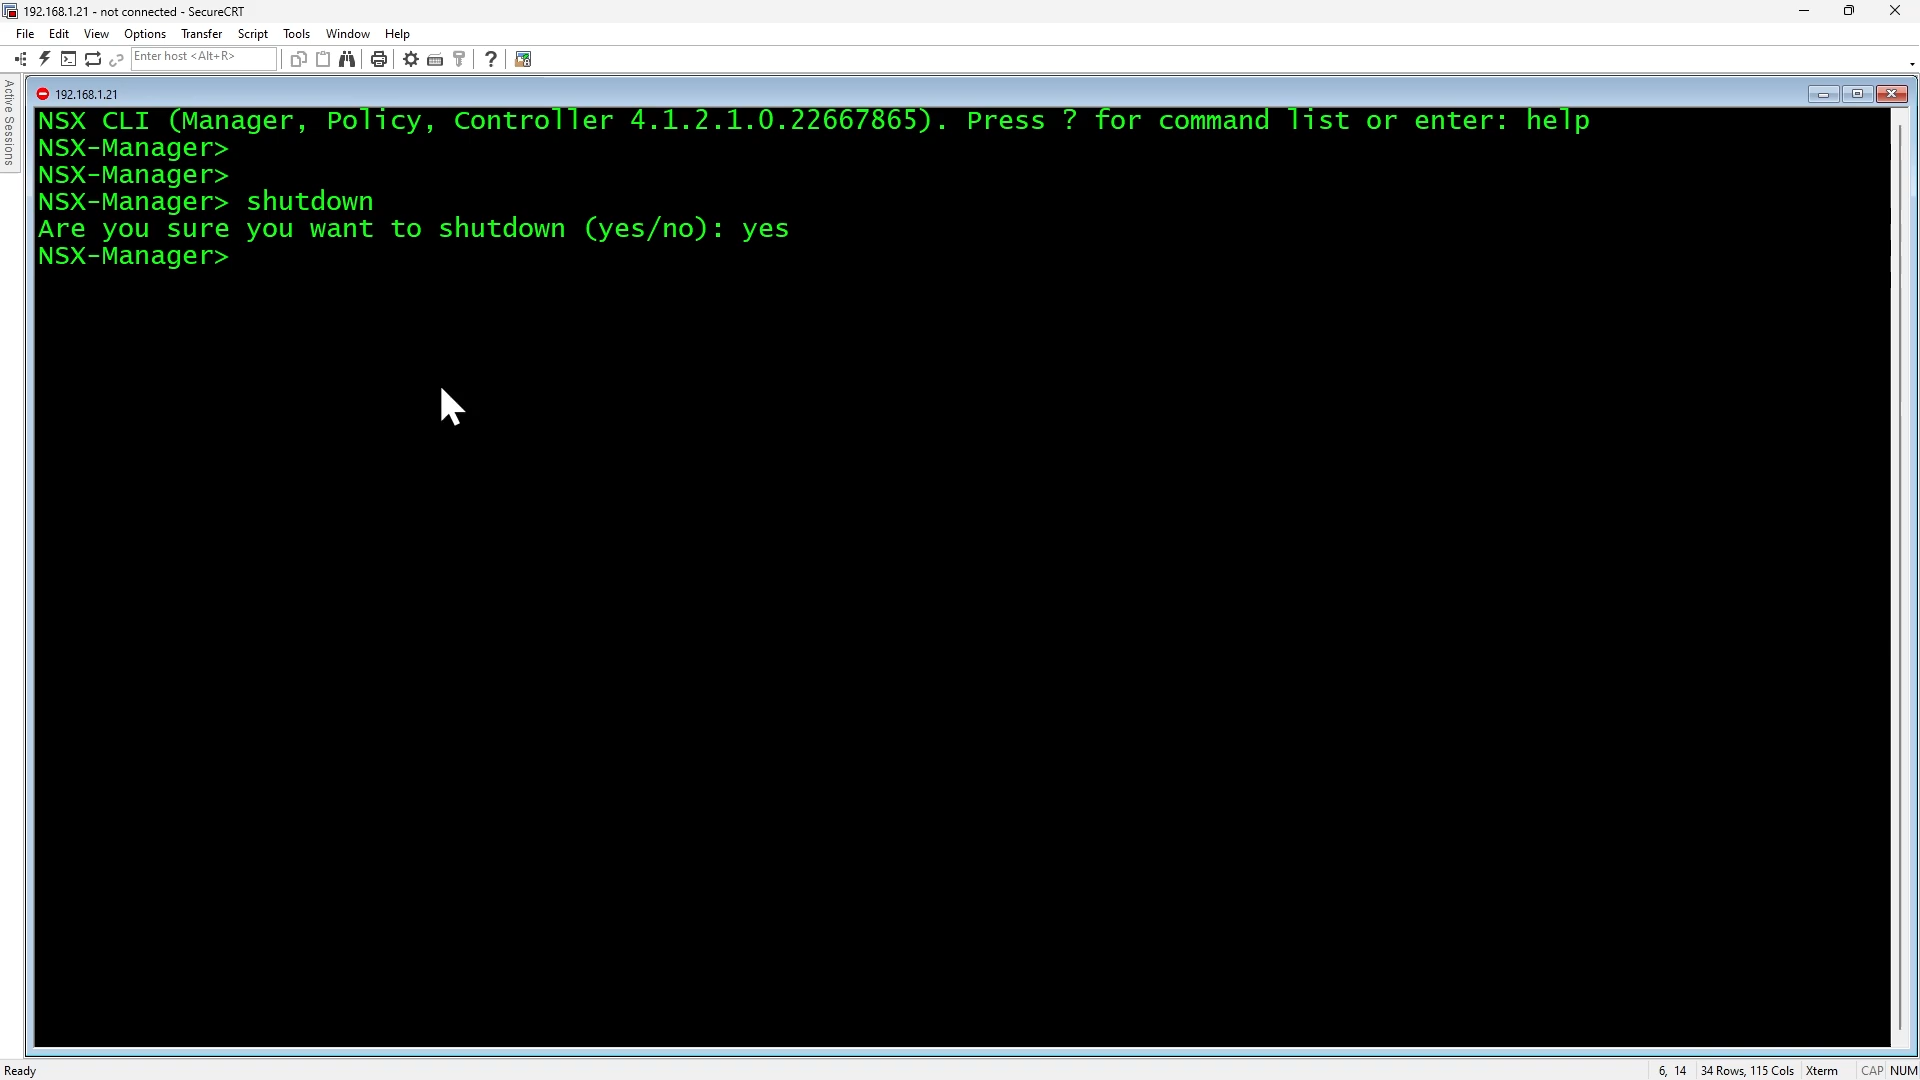 192.168.1.21 - not connected - SecureCRT
File Edit View Options Transfer Script Tools Window Help
Enter host <Alt+R>
Active Sessions
192.168.1.21
NSX CLI (Manager, Policy, Controller 4.1.2.1.0.22667865). Press ? for command list or enter: help
NSX-Manager>
NSX-Manager>
NSX-Manager> shutdown
Are you sure you want to shutdown (yes/no): yes
NSX-Manager>
Ready 6, 14 34 Rows, 115 Cols Xterm CAP NUM